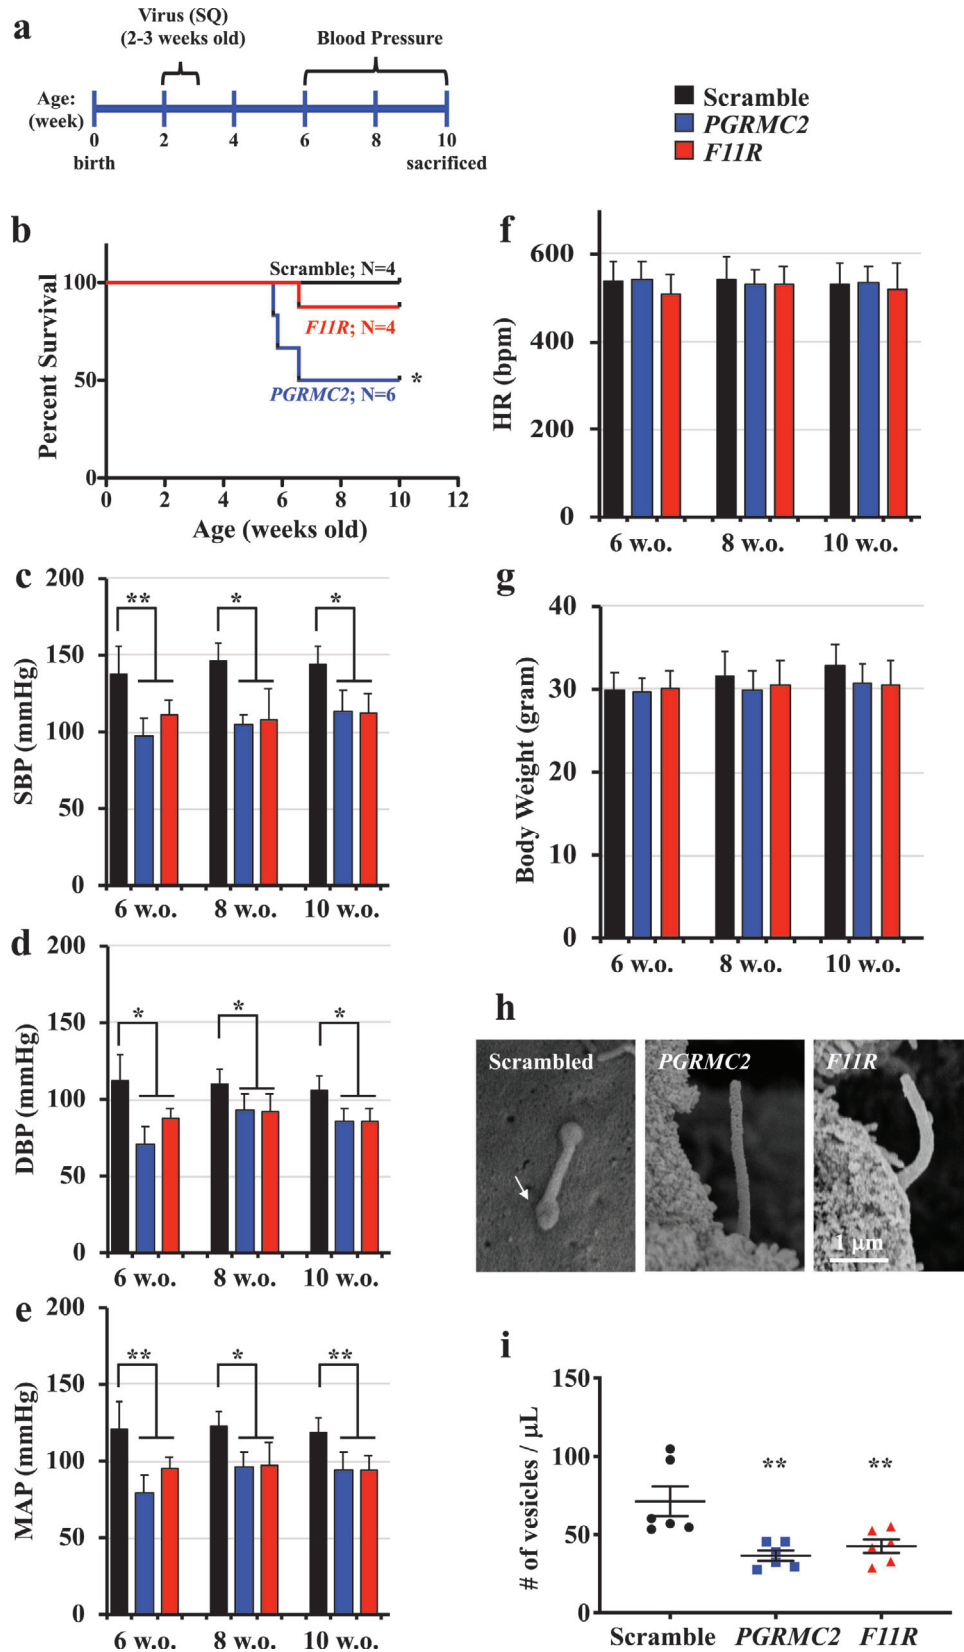 a
Virus (SQ)
(2-3 weeks old)
Blood Pressure
Age:
(week)
0 2 4 6 8 10
birth
sacrificed
Scramble
PGRMC2
F11R
b
Percent Survival
100
50
0
Scramble; N=4
F11R; N=4
PGRMC2; N=6
*
0 2 4 6 8 10 12
Age (weeks old)
c
SBP (mmHg)
200
150
100
50
0
** * *
6 w.o. 8 w.o. 10 w.o.
d
DBP (mmHg)
200
150
100
50
0
* * *
6 w.o. 8 w.o. 10 w.o.
e
MAP (mmHg)
200
150
100
50
0
** * **
6 w.o. 8 w.o. 10 w.o.
f
HR (bpm)
600
400
200
0
6 w.o. 8 w.o. 10 w.o.
g
Body Weight (gram)
40
30
20
10
0
6 w.o. 8 w.o. 10 w.o.
h
Scrambled
PGRMC2
F11R
1 µm
i
# of vesicles / µL
150
100
50
0
** **
Scramble PGRMC2 F11R